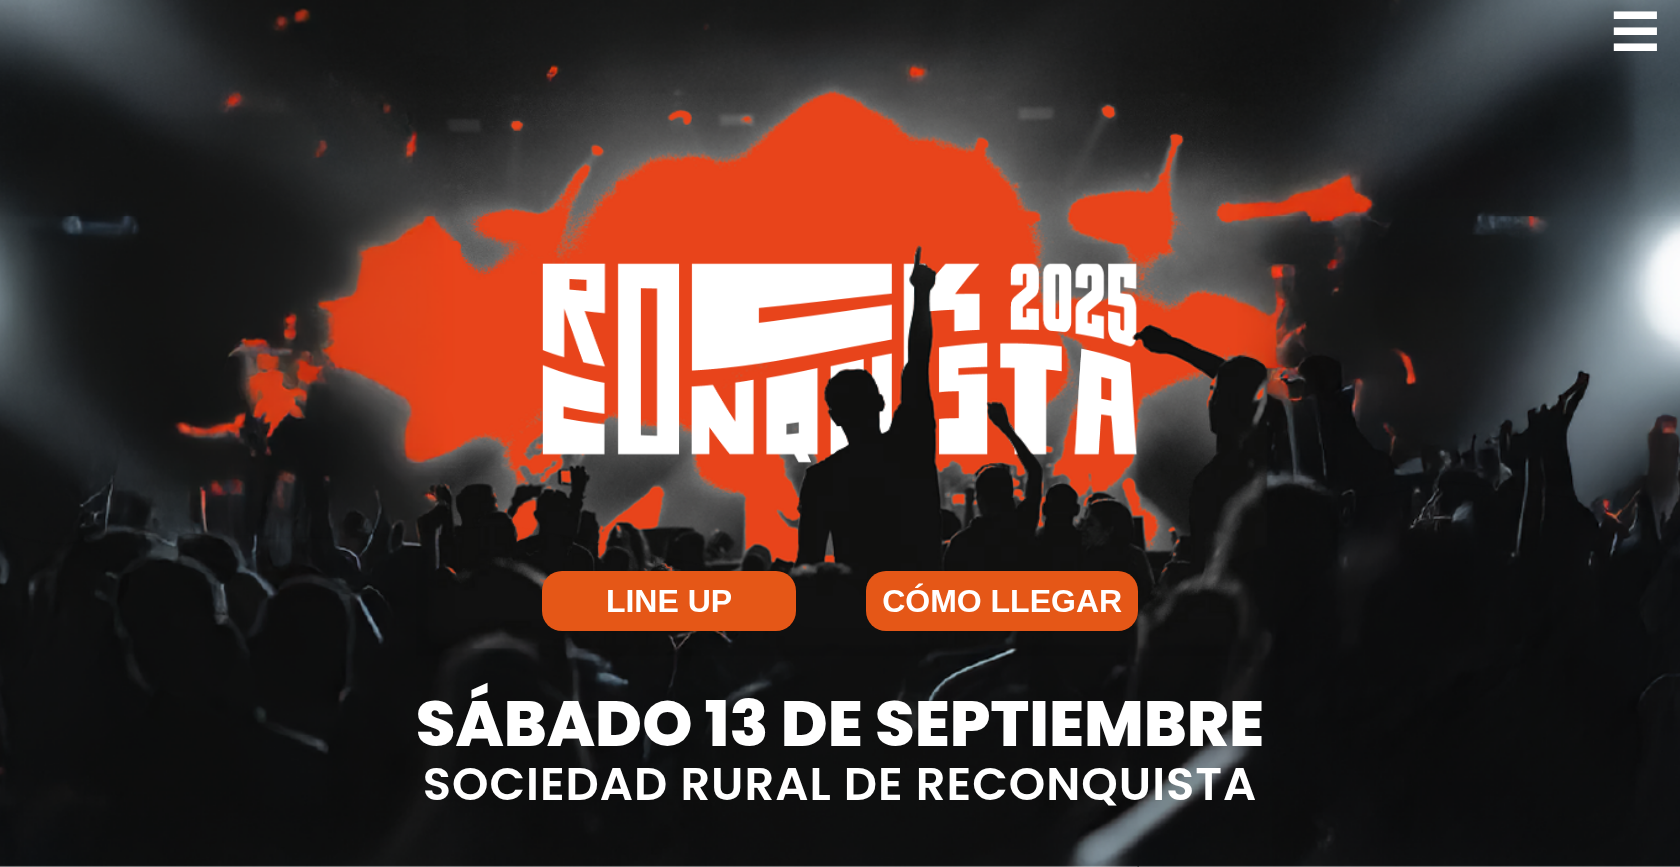 ROCK 2025
RECONQUISTA
LINE UP
CÓMO LLEGAR
SÁBADO 13 DE SEPTIEMBRE
SOCIEDAD RURAL DE RECONQUISTA